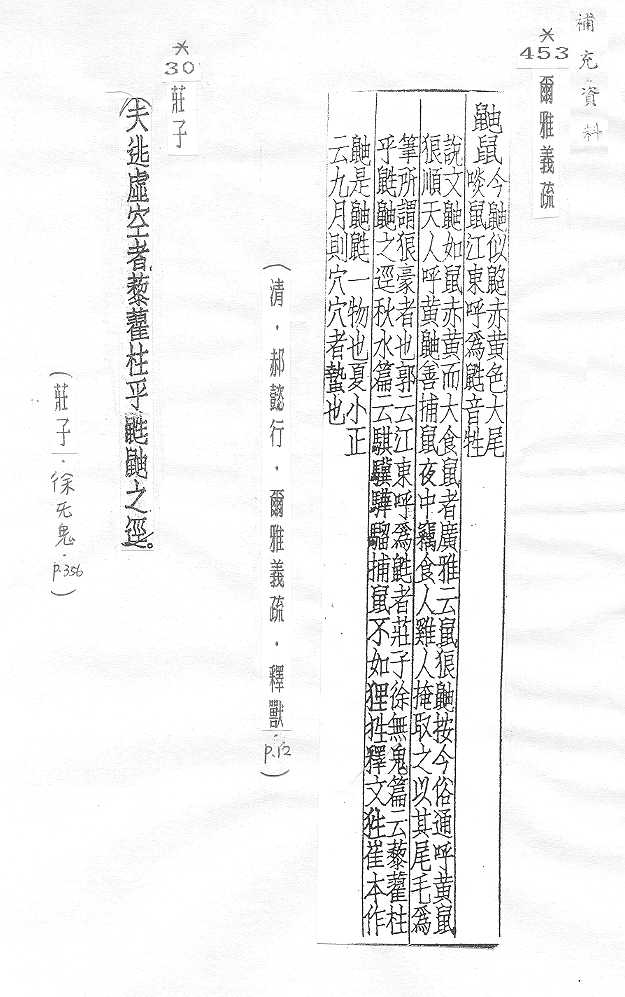 補充資料
*
453
爾雅義疏
鼬鼠
今鼬似鼦赤黃色大尾
啖鼠江東呼爲鼪音牲
說文鼬如鼠赤黃而大食鼠者廣雅云鼠狼鼬按今俗通呼黃鼠
狼順天人呼黃鼬善捕鼠夜中竊食人雞人掩取之以其尾毛爲
筆所謂狼豪者也郭云江東呼爲鼪者莊子徐無鬼篇云藜藿柱
乎鼪鼬之逕秋水篇云騏驥驊騮捕鼠不如狸狌釋文狌崔本作
鼬是鼬鼪一物也夏小正
云九月則穴穴者蟄也
(清．郝懿行．爾雅義疏．釋獸．p.12)
*
30
莊子
夫逃虛空者藜藿柱乎鼪鼬之逕。
(莊子．徐无鬼．p.356)